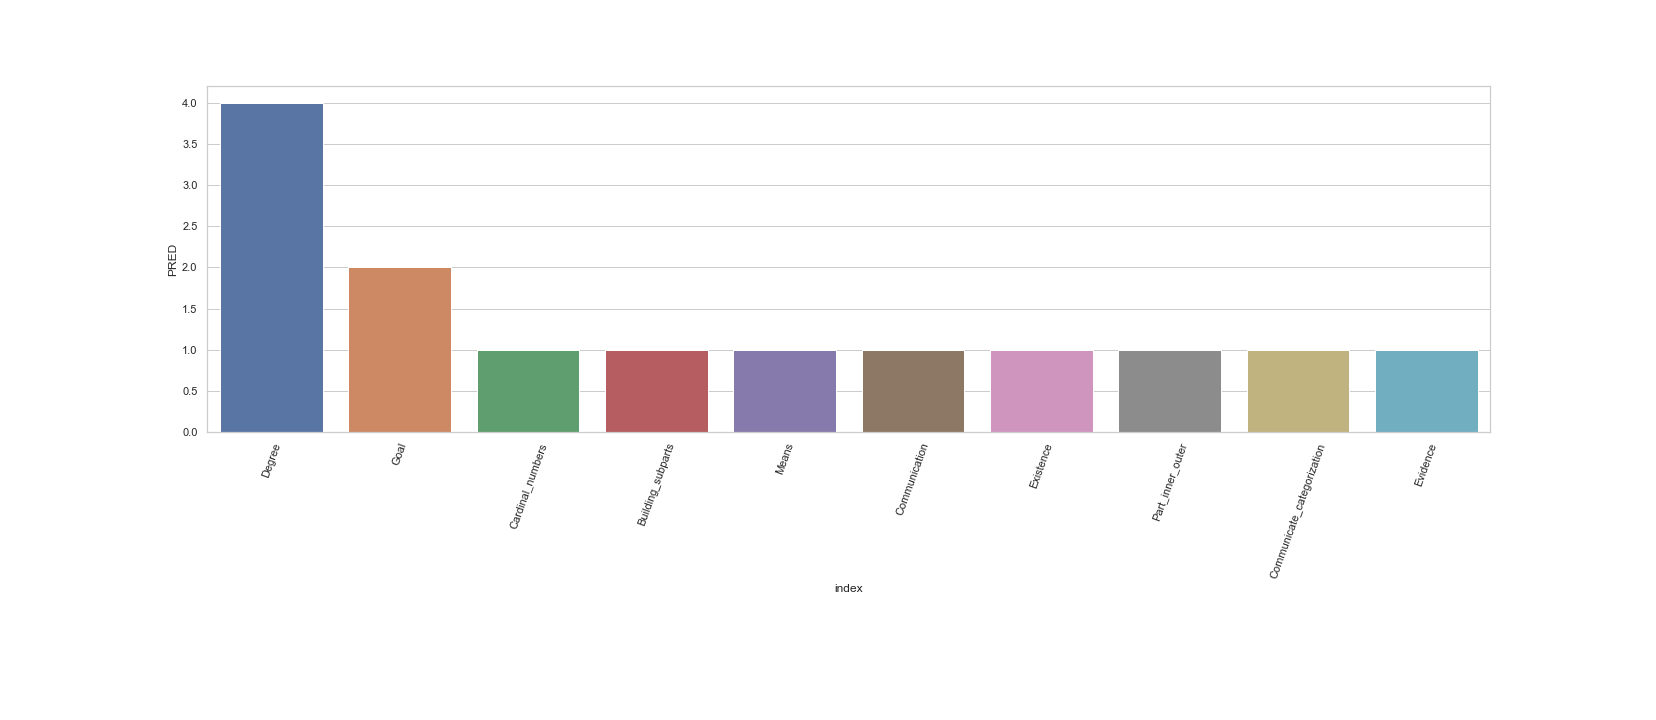 4.0
3.5
3.0
2.5
2.0
1.5
1.0
0.5
0.0
PRED
Degree
Goal
Cardinal_numbers
Building_subparts
Means
Communication
Existence
Part_inner_outer
Communicate_categorization
Evidence
index